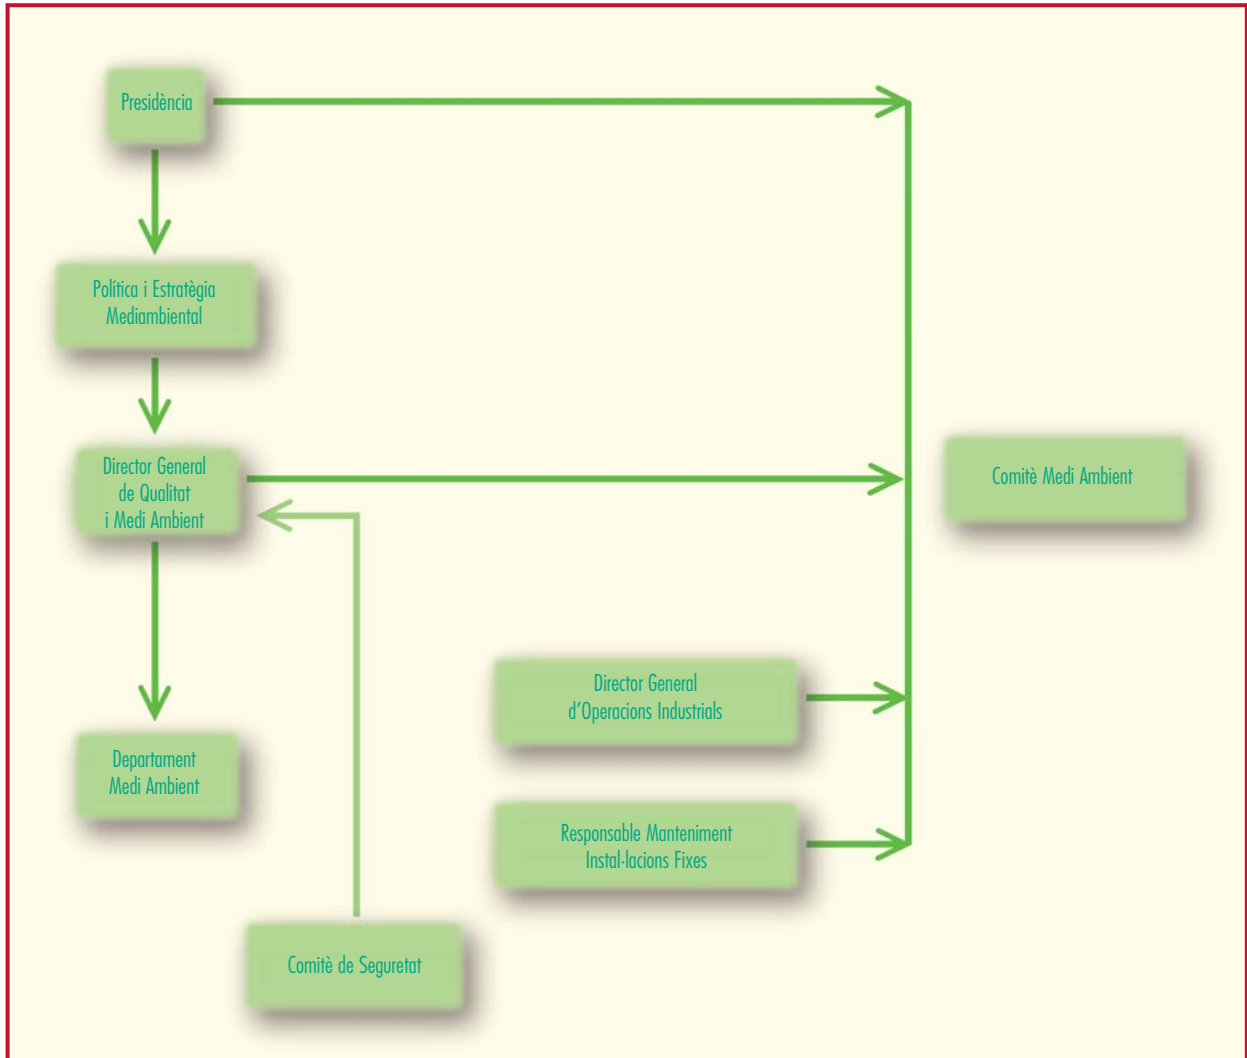 Presidència
Política i Estratègia
Mediambiental
Director General
de Qualitat
i Medi Ambient
Comitè Medi Ambient
Director General
d'Operacions Industrials
Departament
Medi Ambient
Responsable Manteniment
Instal-lacions Fixes
Comitè de Seguretat